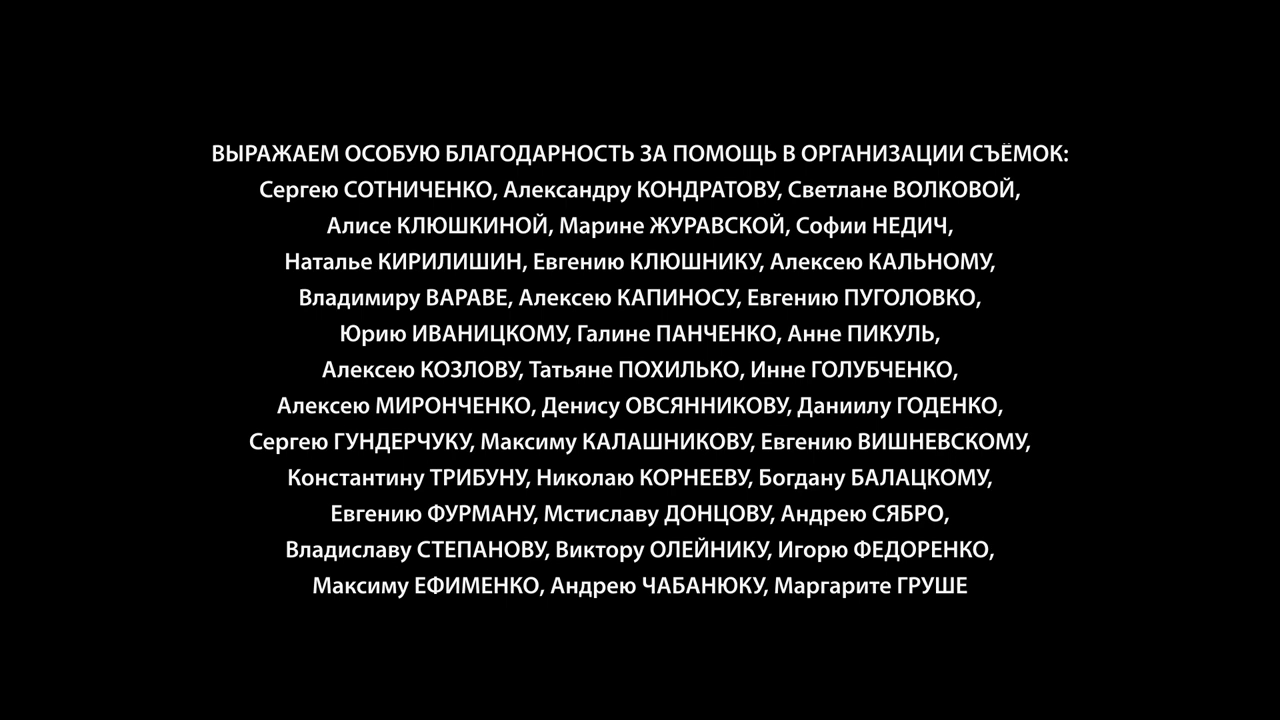 ВЫРАЖАЕМ ОСОБУЮ БЛАГОДАРНОСТЬ ЗА ПОМОЩЬ В ОРГАНИЗАЦИИ СЪЁМОК:
Сергею СОТНИЧЕНКО, Александру КОНДРАТОВУ, Светлане ВОЛКОВОЙ,
Алисе КЛЮШКИНОЙ, Марине ЖУРАВСКОЙ, Софии НЕДИЧ,
Наталье КИРИЛИШИН, Евгению КЛЮШНИКУ, Алексею КАЛЬНОМУ,
Владимиру ВАРАВЕ, Алексею КАПИНОСУ, Евгению ПУГОЛОВКО,
Юрию ИВАНИЦКОМУ, Галине ПАНЧЕНКО, Анне ПИКУЛЬ,
Алексею КОЗЛОВУ, Татьяне ПОХИЛЬКО, Инне ГОЛУБЧЕНКО,
Алексею МИРОНЧЕНКО, Денису ОВСЯННИКОВУ, Даниилу ГОДЕНКО,
Сергею ГУНДЕРЧУКУ, Максиму КАЛАШНИКОВУ, Евгению ВИШНЕВСКОМУ,
Константину ТРИБУНУ, Николаю КОРНЕЕВУ, Богдану БАЛАЦКОМУ,
Евгению ФУРМАНУ, Мстиславу ДОНЦОВУ, Андрею СЯБРО,
Владиславу СТЕПАНОВУ, Виктору ОЛЕЙНИКУ, Игорю ФЕДОРЕНКО,
Максиму ЕФИМЕНКО, Андрею ЧАБАНЮКУ, Маргарите ГРУШЕ